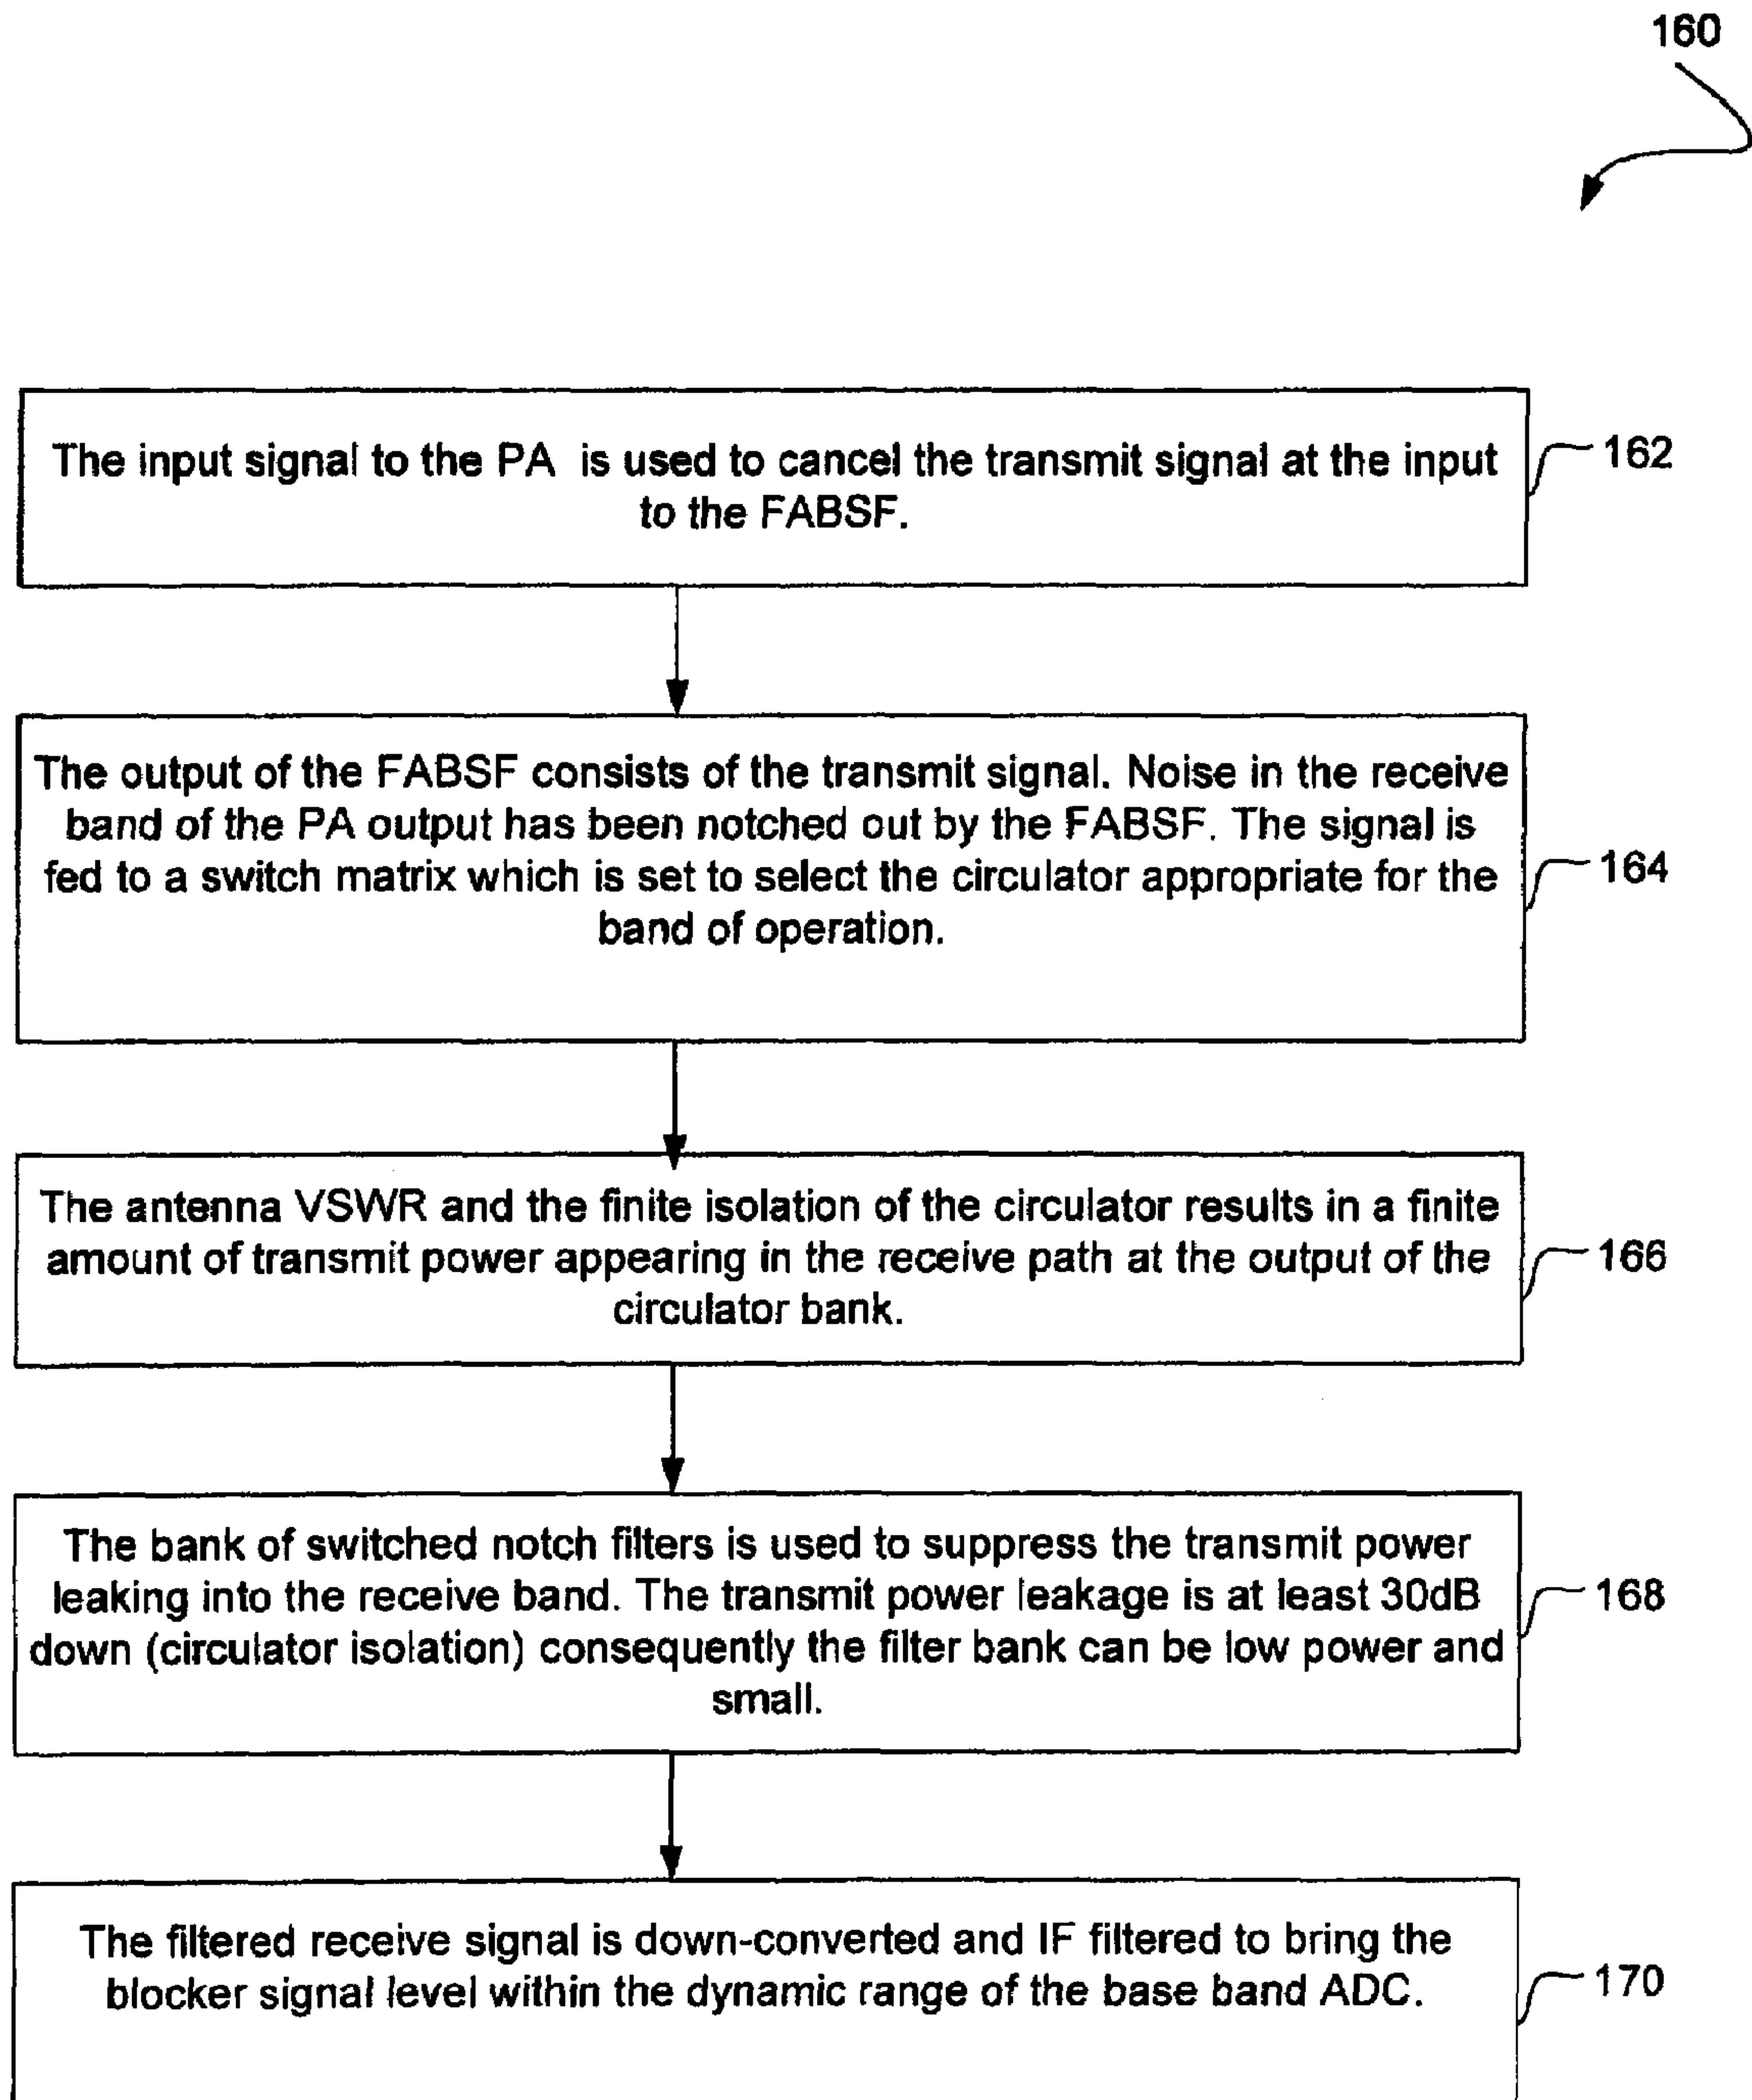 160
The input signal to the PA is used to cancel the transmit signal at the input
to the FABSF.
162
The output of the FABSF consists of the transmit signal. Noise in the receive
band of the PA output has been notched out by the FABSF. The signal is
fed to a switch matrix which is set to select the circulator appropriate for the
band of operation.
164
The antenna VSWR and the finite isolation of the circulator results in a finite
amount of transmit power appearing in the receive path at the output of the
circulator bank.
166
The bank of switched notch filters is used to suppress the transmit power
leaking into the receive band. The transmit power leakage is at least 30dB
down (circulator isolation) consequently the filter bank can be low power and
small.
168
The filtered receive signal is down-converted and IF filtered to bring the
blocker signal level within the dynamic range of the base band ADC.
170